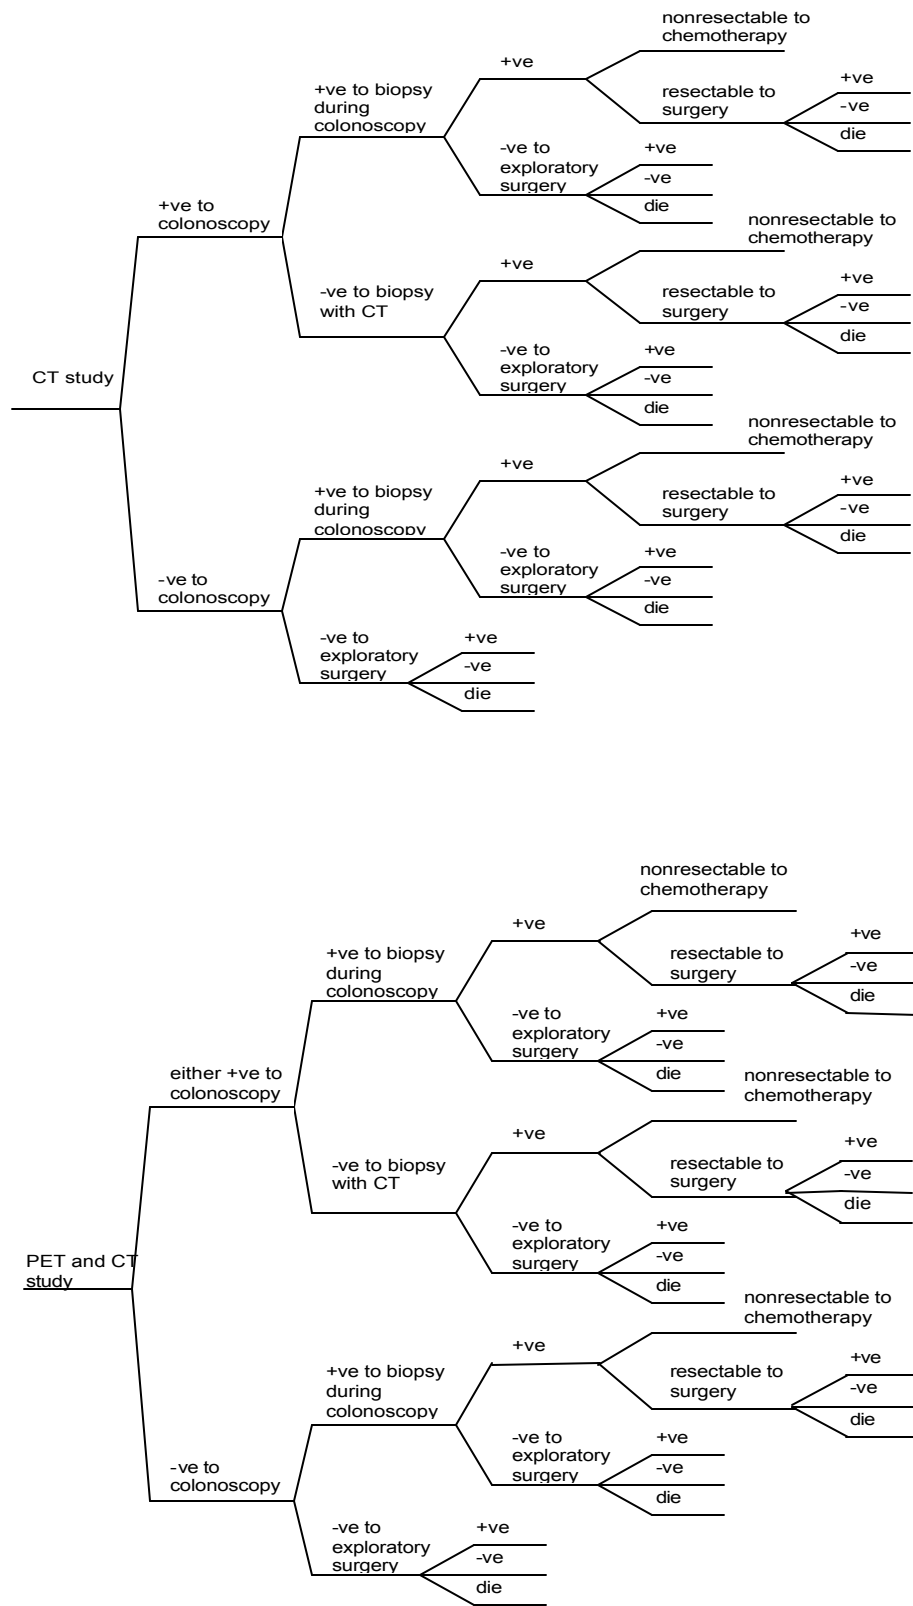 nonresectable to
chemotherapy
+ve
resectable to
surgery
+ve
-ve
die
+ve to biopsy
during
colonoscopy
-ve to
exploratory
surgery
+ve
-ve
die
+ve to
colonoscopy
nonresectable to
chemotherapy
+ve
resectable to
surgery
+ve
-ve
die
-ve to biopsy
with CT
-ve to
exploratory
surgery
+ve
-ve
die
CT study
nonresectable to
chemotherapy
+ve
resectable to
surgery
+ve
-ve
die
+ve to biopsy
during
colonoscopy
-ve to
exploratory
surgery
+ve
-ve
die
-ve to
colonoscopy
-ve to
exploratory
surgery
+ve
-ve
die
nonresectable to
chemotherapy
+ve
resectable to
surgery
+ve
-ve
die
+ve to biopsy
during
colonoscopy
-ve to
exploratory
surgery
+ve
-ve
die
either +ve to
colonoscopy
nonresectable to
chemotherapy
+ve
resectable to
surgery
+ve
-ve
die
-ve to biopsy
with CT
-ve to
exploratory
surgery
+ve
-ve
die
PET and CT
study
nonresectable to
chemotherapy
+ve
resectable to
surgery
+ve
-ve
die
+ve to biopsy
during
colonoscopy
-ve to
exploratory
surgery
+ve
-ve
die
-ve to
colonoscopy
-ve to
exploratory
surgery
+ve
-ve
die